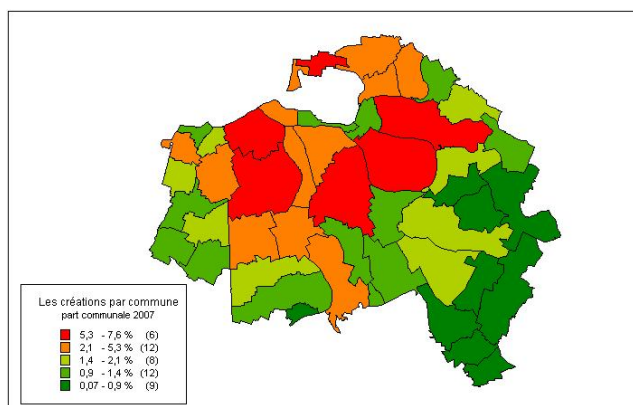 Les créations par commune
part communale 2007
5,3 - 7,6 % (6)
2,1 - 5,3 % (12)
1,4 - 2,1 % (8)
0,9 - 1,4 % (12)
0,07 - 0,9 % (9)